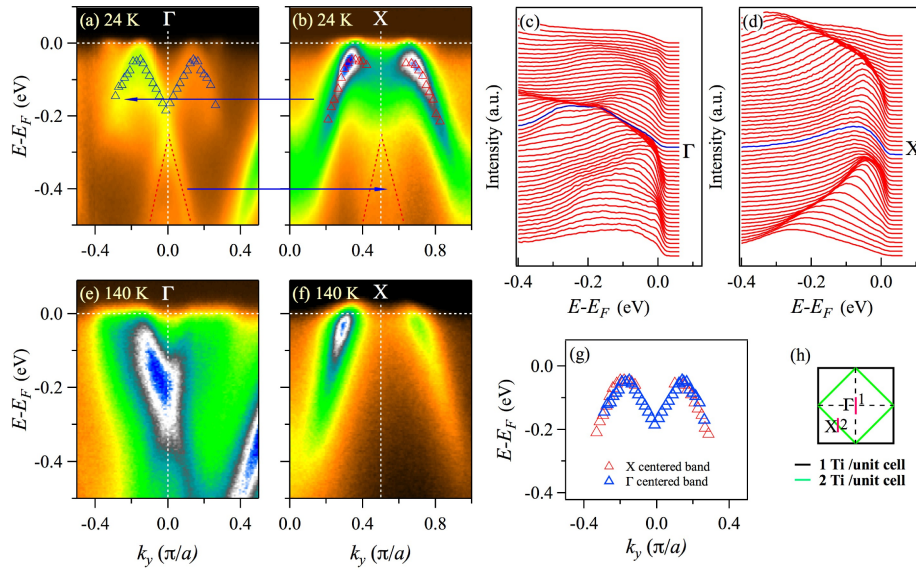 (a) 24 K
Γ
(b) 24 K
X
(c)
(d)
0.0
-0.2
-0.4
E-E_F (eV)
-0.4
0.0
0.4
0.0
0.4
0.8
Intensity (a.u.)
Γ
Intensity (a.u.)
X
-0.4
-0.2
0.0
E-E_F (eV)
-0.4
-0.2
0.0
E-E_F (eV)
(e) 140 K
Γ
(f) 140 K
X
0.0
-0.2
-0.4
E-E_F (eV)
-0.4
0.0
0.4
k_y (π/a)
0.0
0.4
0.8
k_y (π/a)
(g)
0.0
-0.2
-0.4
E-E_F (eV)
X centered band
Γ centered band
-0.4
0.0
0.4
k_y (π/a)
(h)
Γ 1
X 2
1 Ti /unit cell
2 Ti /unit cell